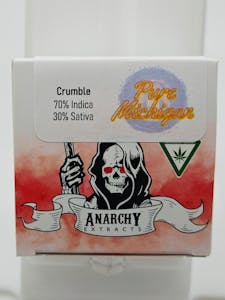 Crumble
70% Indica
30% Sativa
Pure
Michigan
ANARCHY
EXTRACTS